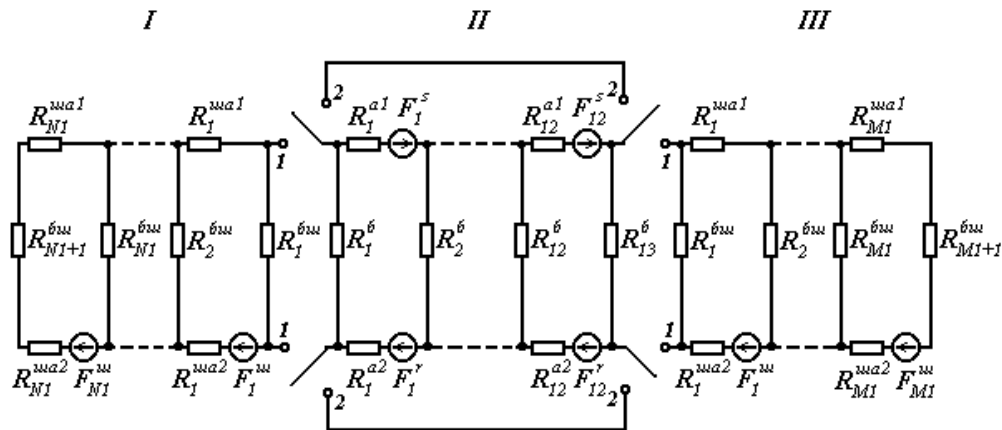 I II III
2 2
R_{N1}^{ша1} R_1^{ша1} R_1^{a1} F_1^s R_{12}^{a1} F_{12}^s R_1^{ша1} R_{M1}^{ша1}
1 1
R_{N1+1}^{бш} R_{N1}^{бш} R_2^{бш} R_1^{бш} R_1^б R_2^б R_{12}^б R_{13}^б R_1^{бш} R_2^{бш} R_{M1}^{бш} R_{M1+1}^{бш}
1 1
R_{N1}^{ша2} F_{N1}^ш R_1^{ша2} F_1^ш R_1^{a2} F_1^r R_{12}^{a2} F_{12}^r R_1^{ша2} F_1^ш R_{M1}^{ша2} F_{M1}^ш
2 2